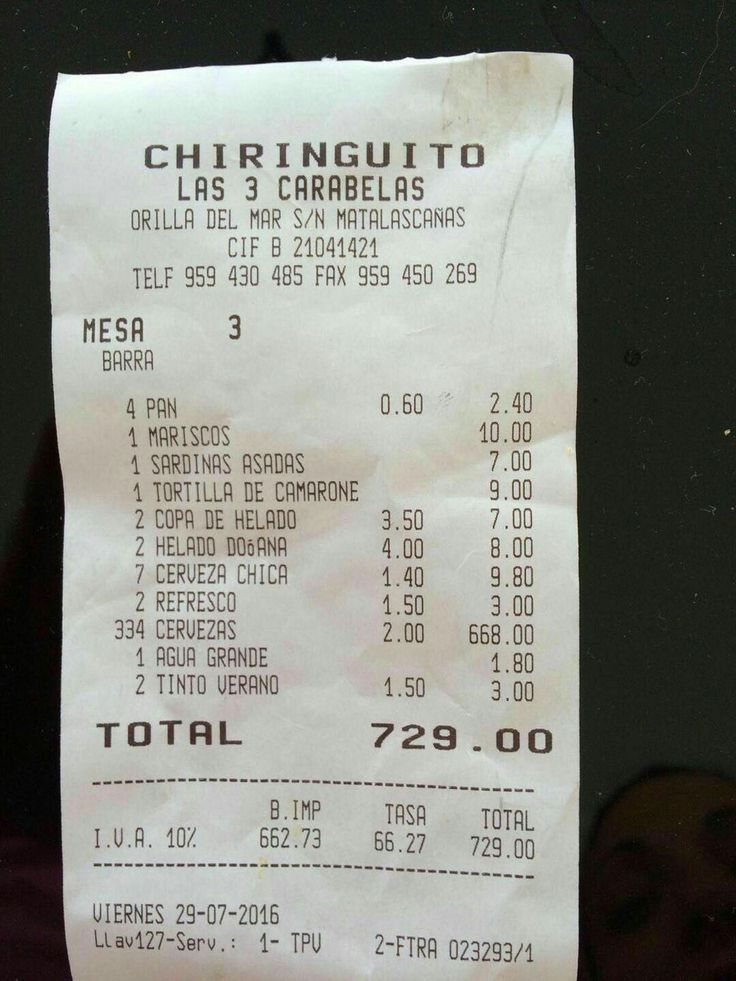 CHIRINGUITO
LAS 3 CARABELAS
ORILLA DEL MAR S/N MATALASCAÑAS
CIF B 21041421
TELF 959 430 485 FAX 959 450 269
MESA 3
BARRA
4 PAN 0.60 2.40
1 MARISCOS 10.00
1 SARDINAS ASADAS 7.00
1 TORTILLA DE CAMARONE 9.00
2 COPA DE HELADO 3.50 7.00
2 HELADO DOóANA 4.00 8.00
7 CERVEZA CHICA 1.40 9.80
2 REFRESCO 1.50 3.00
334 CERVEZAS 2.00 668.00
1 AGUA GRANDE 1.80
2 TINTO VERANO 1.50 3.00
TOTAL 729.00
B.IMP TASA TOTAL
I.V.A. 10% 662.73 66.27 729.00
VIERNES 29-07-2016
Llav127-Serv.: 1- TPV 2-FTRA 023293/1